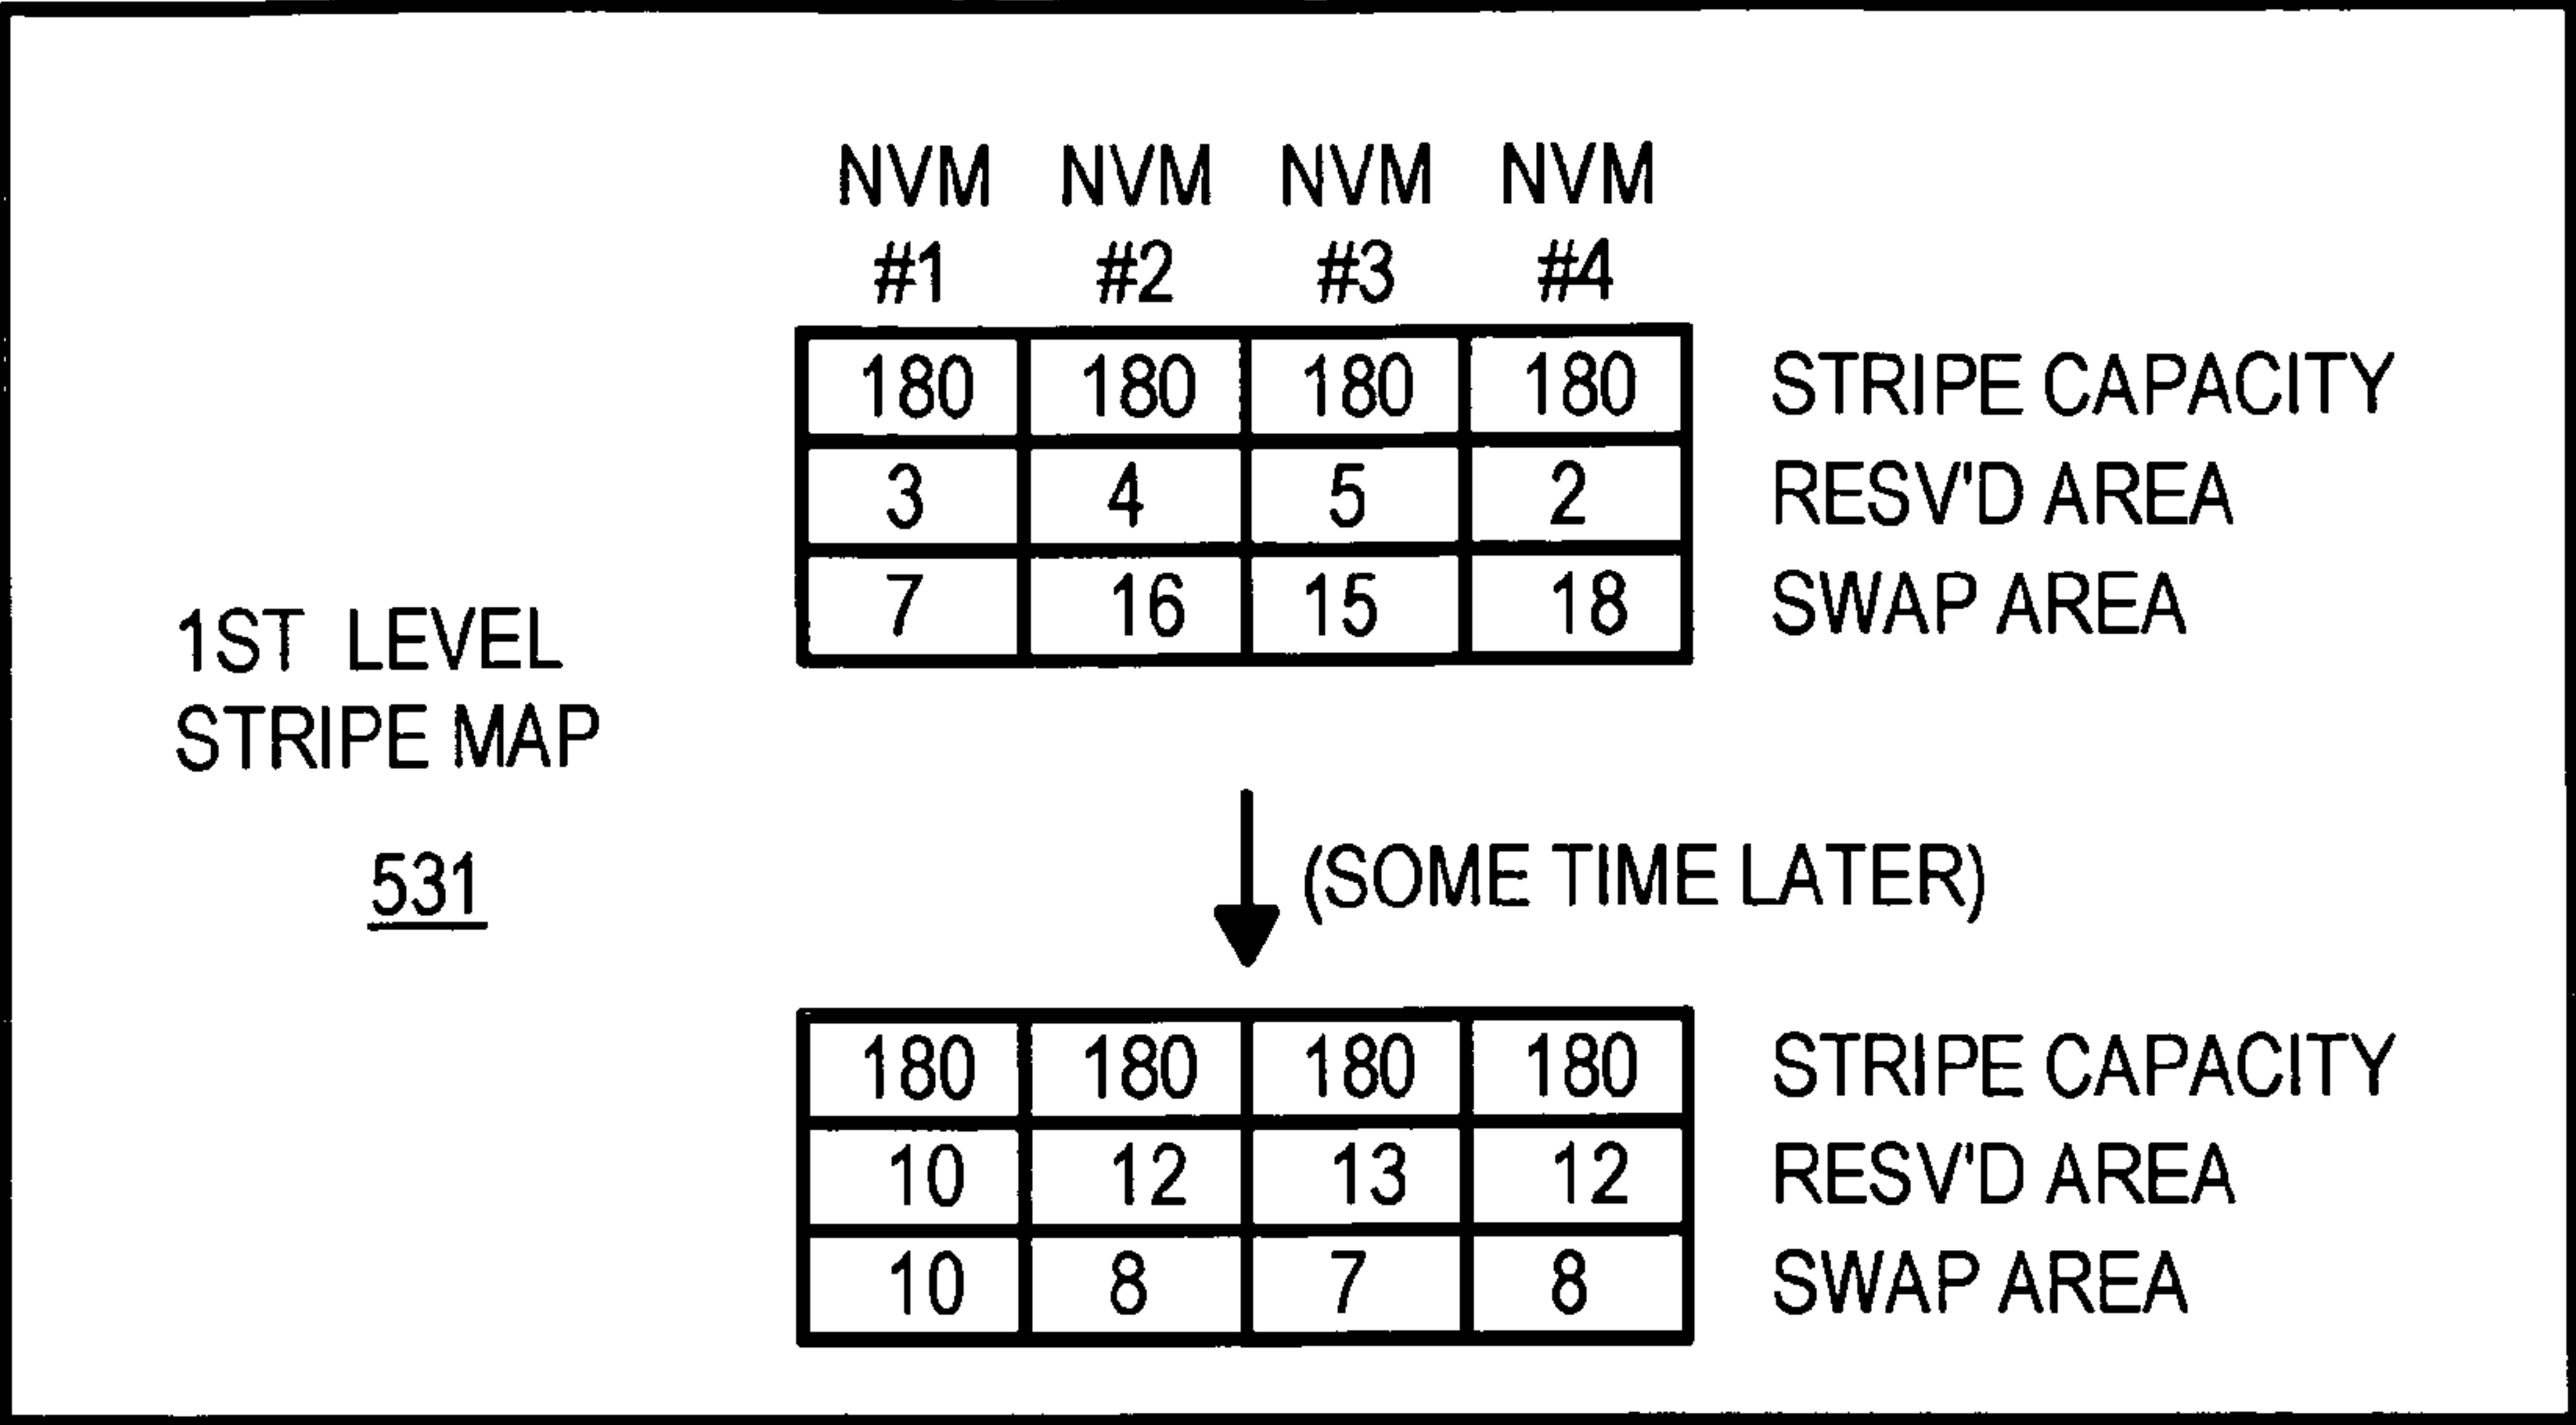 NVM NVM NVM NVM
#1 #2 #3 #4
180 180 180 180 STRIPE CAPACITY
3 4 5 2 RESV'D AREA
7 16 15 18 SWAP AREA
1ST LEVEL
STRIPE MAP
531
(SOME TIME LATER)
180 180 180 180 STRIPE CAPACITY
10 12 13 12 RESV'D AREA
10 8 7 8 SWAP AREA